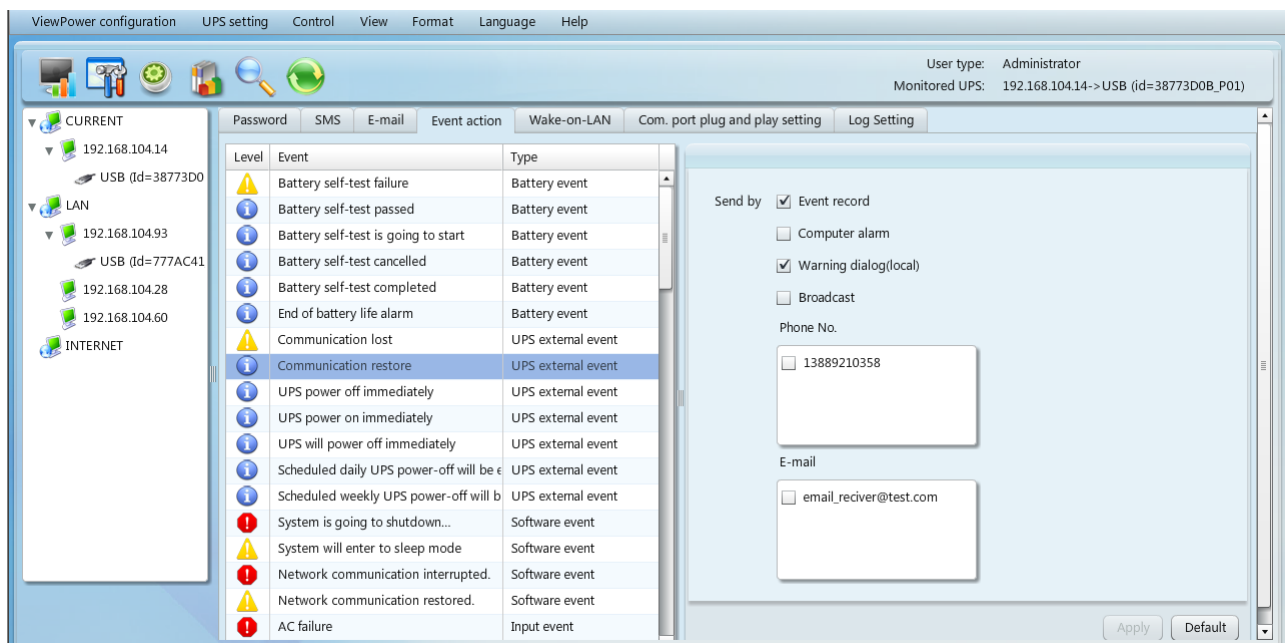 ViewPower configuration UPS setting Control View Format Language Help
User type: Administrator
Monitored UPS: 192.168.104.14->USB (id=38773D0B_P01)
CURRENT
192.168.104.14
USB (Id=38773D0
LAN
192.168.104.93
USB (Id=777AC41
192.168.104.28
192.168.104.60
INTERNET
Password SMS E-mail Event action Wake-on-LAN Com. port plug and play setting Log Setting
Level Event Type
Battery self-test failure Battery event
Battery self-test passed Battery event
Battery self-test is going to start Battery event
Battery self-test cancelled Battery event
Battery self-test completed Battery event
End of battery life alarm Battery event
Communication lost UPS external event
Communication restore UPS external event
UPS power off immediately UPS external event
UPS power on immediately UPS external event
UPS will power off immediately UPS external event
Scheduled daily UPS power-off will be e UPS external event
Scheduled weekly UPS power-off will b UPS external event
System is going to shutdown... Software event
System will enter to sleep mode Software event
Network communication interrupted. Software event
Network communication restored. Software event
AC failure Input event
Send by Event record
Computer alarm
Warning dialog(local)
Broadcast
Phone No.
13889210358
E-mail
email_reciver@test.com
Apply Default